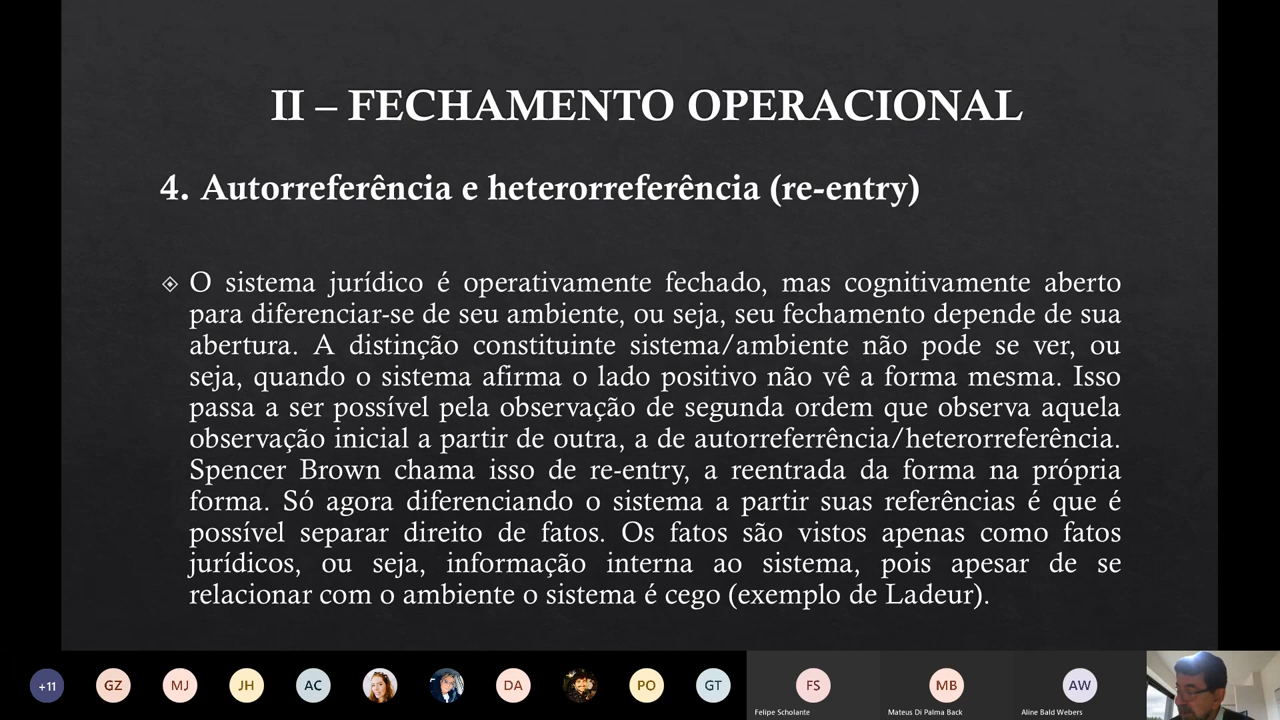 II – FECHAMENTO OPERACIONAL
4. Autorreferência e heterorreferência (re-entry)
O sistema jurídico é operativamente fechado, mas cognitivamente aberto
para diferenciar-se de seu ambiente, ou seja, seu fechamento depende de sua
abertura. A distinção constituinte sistema/ambiente não pode se ver, ou
seja, quando o sistema afirma o lado positivo não vê a forma mesma. Isso
passa a ser possível pela observação de segunda ordem que observa aquela
observação inicial a partir de outra, a de autorreferrência/heterorreferência.
Spencer Brown chama isso de re-entry, a reentrada da forma na própria
forma. Só agora diferenciando o sistema a partir suas referências é que é
possível separar direito de fatos. Os fatos são vistos apenas como fatos
jurídicos, ou seja, informação interna ao sistema, pois apesar de se
relacionar com o ambiente o sistema é cego (exemplo de Ladeur).
+11 GZ MJ JH AC DA PO GT FS MB AW
Felipe Scholante Mateus Di Palma Back Aline Bald Webers